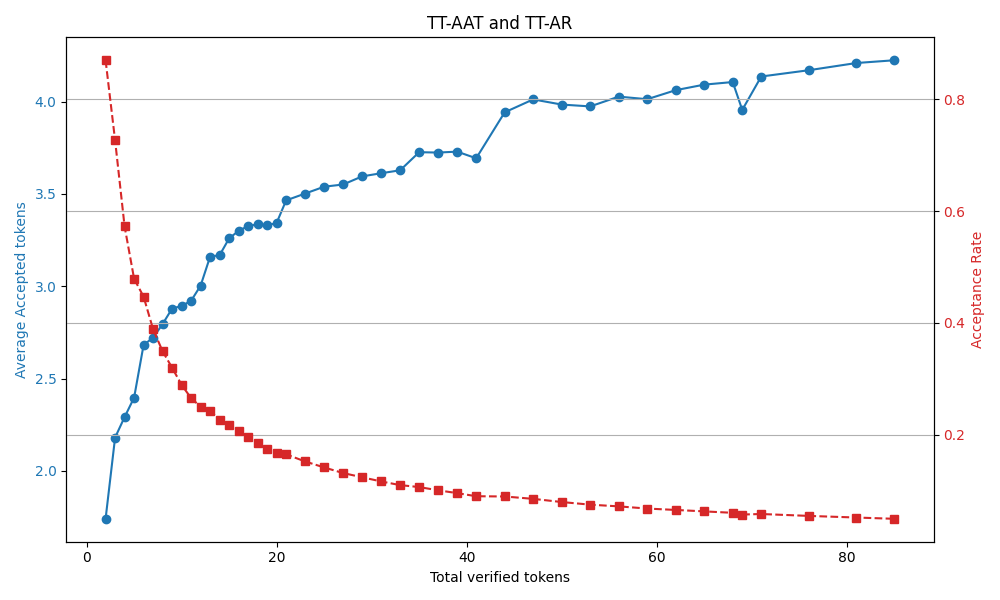 TT-AAT and TT-AR
Average Accepted tokens
4.0
3.5
3.0
2.5
2.0
0.8
0.6
0.4
0.2
Acceptance Rate
0 20 40 60 80
Total verified tokens